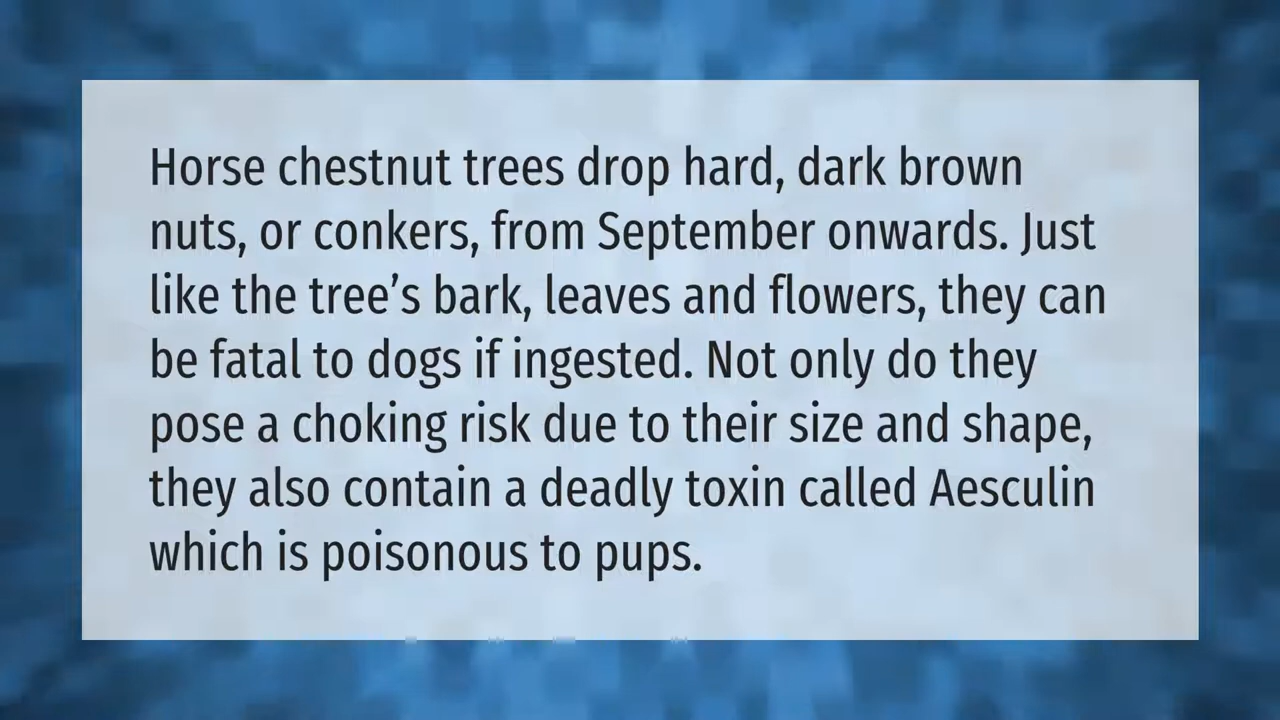 Horse chestnut trees drop hard, dark brown
nuts, or conkers, from September onwards. Just
like the tree’s bark, leaves and flowers, they can
be fatal to dogs if ingested. Not only do they
pose a choking risk due to their size and shape,
they also contain a deadly toxin called Aesculin
which is poisonous to pups.